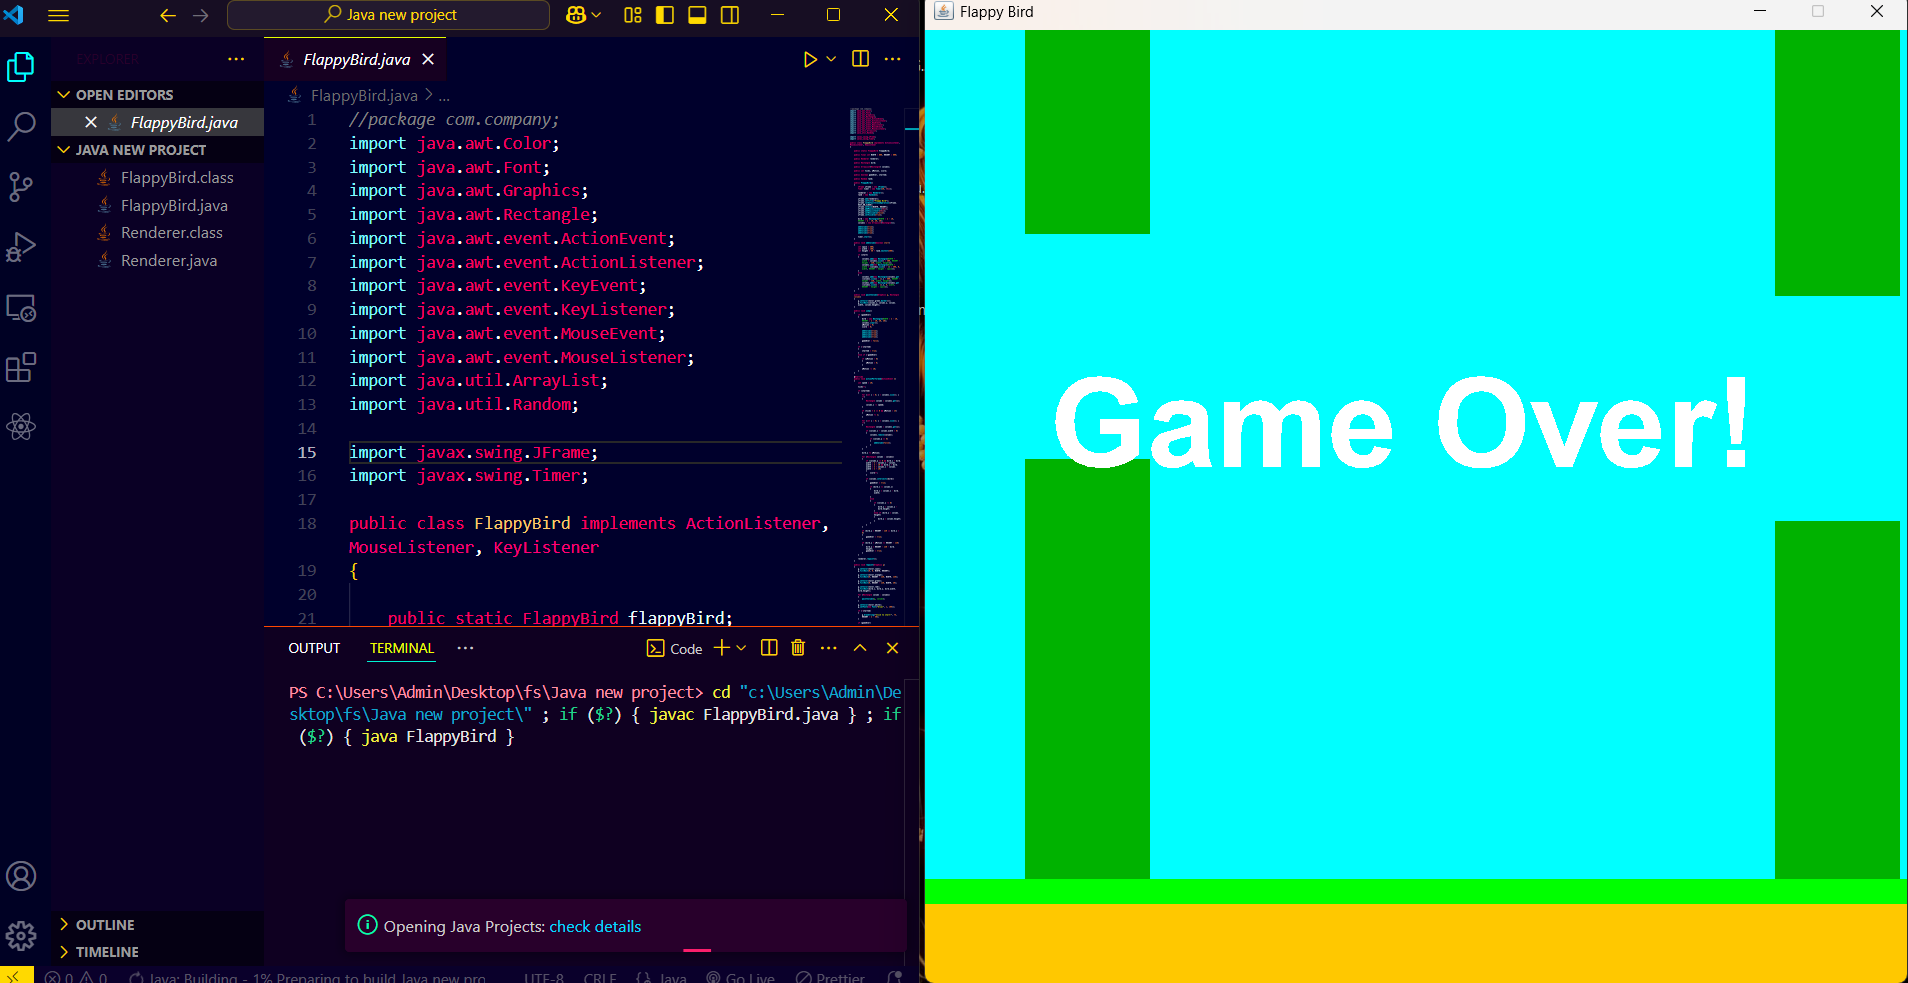 Java new project
EXPLORER
OPEN EDITORS
FlappyBird.java
JAVA NEW PROJECT
FlappyBird.class
FlappyBird.java
Renderer.class
Renderer.java
OUTLINE
TIMELINE
FlappyBird.java
FlappyBird.java > ...
1 //package com.company;
2 import java.awt.Color;
3 import java.awt.Font;
4 import java.awt.Graphics;
5 import java.awt.Rectangle;
6 import java.awt.event.ActionEvent;
7 import java.awt.event.ActionListener;
8 import java.awt.event.KeyEvent;
9 import java.awt.event.KeyListener;
10 import java.awt.event.MouseEvent;
11 import java.awt.event.MouseListener;
12 import java.util.ArrayList;
13 import java.util.Random;
14
15 import javax.swing.JFrame;
16 import javax.swing.Timer;
17
18 public class FlappyBird implements ActionListener,
MouseListener, KeyListener
19 {
20
21 public static FlappyBird flappyBird;
OUTPUT TERMINAL ... Code
PS C:\Users\Admin\Desktop\fs\Java new project> cd "c:\Users\Admin\De
sktop\fs\Java new project\" ; if ($?) { javac FlappyBird.java } ; if
($?) { java FlappyBird }
Opening Java Projects: check details
0 0 Java: Building - 1% Preparing to build Java new pro UTF-8 CRLF {} Java Go Live Prettier
Flappy Bird
Game Over!